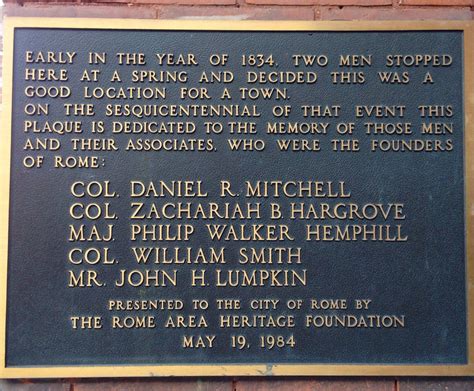 EARLY IN THE YEAR OF 1834, TWO MEN STOPPED
HERE AT A SPRING AND DECIDED THIS WAS A
GOOD LOCATION FOR A TOWN.
ON THE SESQUICENTENNIAL OF THAT EVENT THIS
PLAQUE IS DEDICATED TO THE MEMORY OF THOSE MEN
AND THEIR ASSOCIATES, WHO WERE THE FOUNDERS
OF ROME:
COL. DANIEL R. MITCHELL
COL. ZACHARIAH B. HARGROVE
MAJ. PHILIP WALKER HEMPHILL
COL. WILLIAM SMITH
MR. JOHN H. LUMPKIN
PRESENTED TO THE CITY OF ROME BY
THE ROME AREA HERITAGE FOUNDATION
MAY 19, 1984